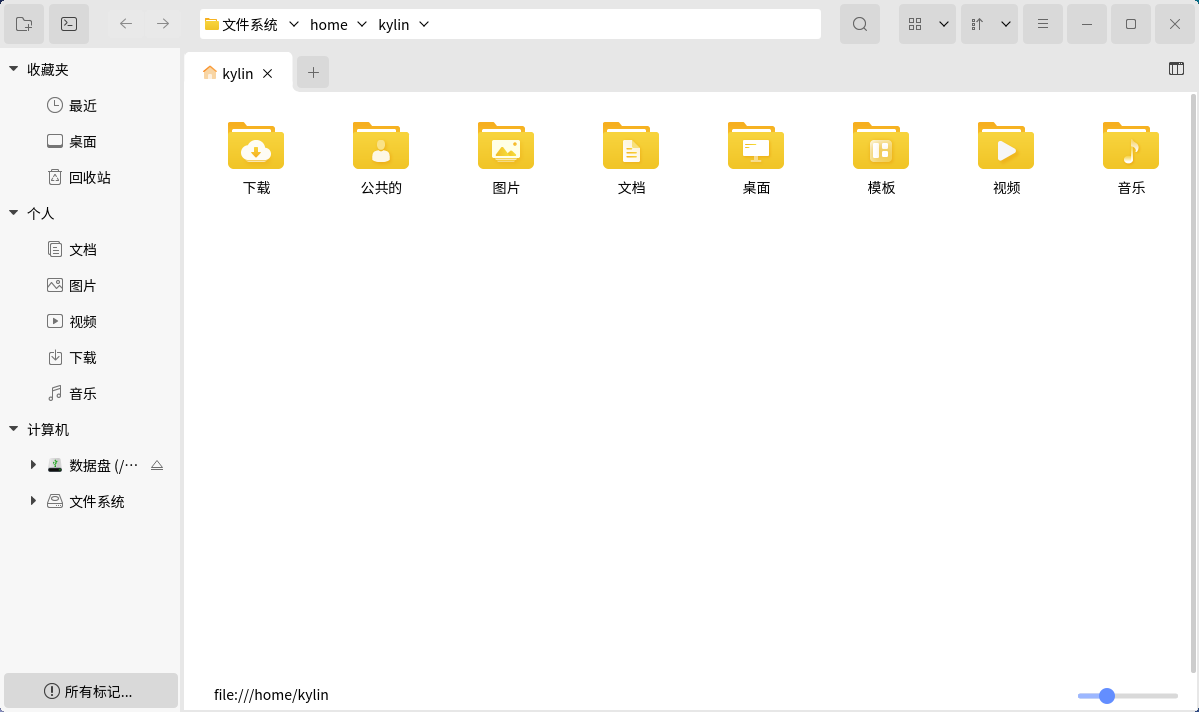 文件系统 home kylin
收藏夹
最近
桌面
回收站
个人
文档
图片
视频
下载
音乐
计算机
数据盘 (/···
文件系统
所有标记...
kylin
下载 公共的 图片 文档 桌面 模板 视频 音乐
file:///home/kylin